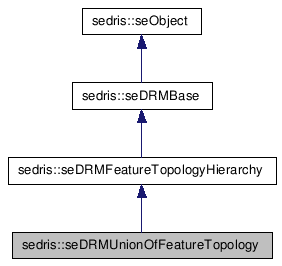 sedris::seObject
sedris::seDRMBase
sedris::seDRMFeatureTopologyHierarchy
sedris::seDRMUnionOfFeatureTopology